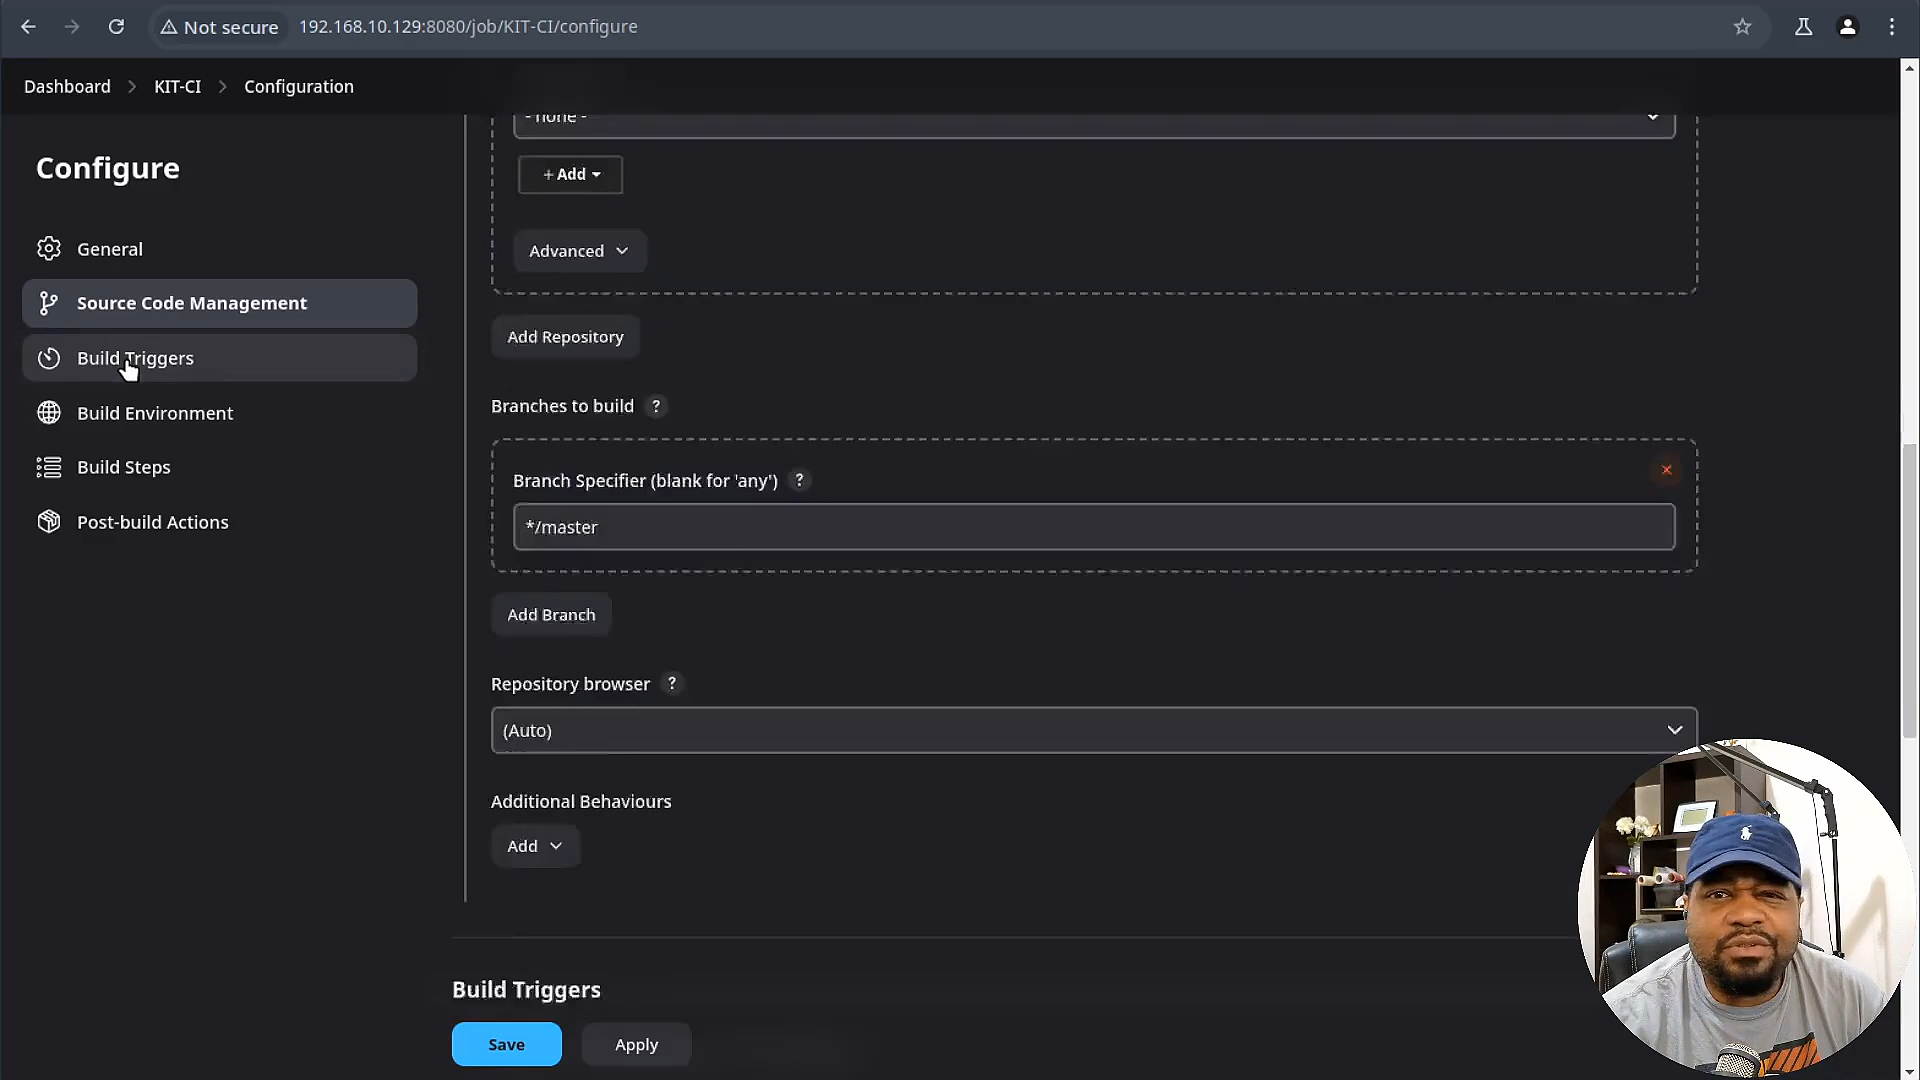 Not secure
192.168.10.129:8080/job/KIT-CI/configure
Dashboard
KIT-CI
Configuration
Configure
General
Source Code Management
Build Triggers
Build Environment
Build Steps
Post-build Actions
- none -
+ Add
Advanced
Add Repository
Branches to build ?
Branch Specifier (blank for 'any') ?
*/master
Add Branch
Repository browser ?
(Auto)
Additional Behaviours
Add
Build Triggers
Save
Apply